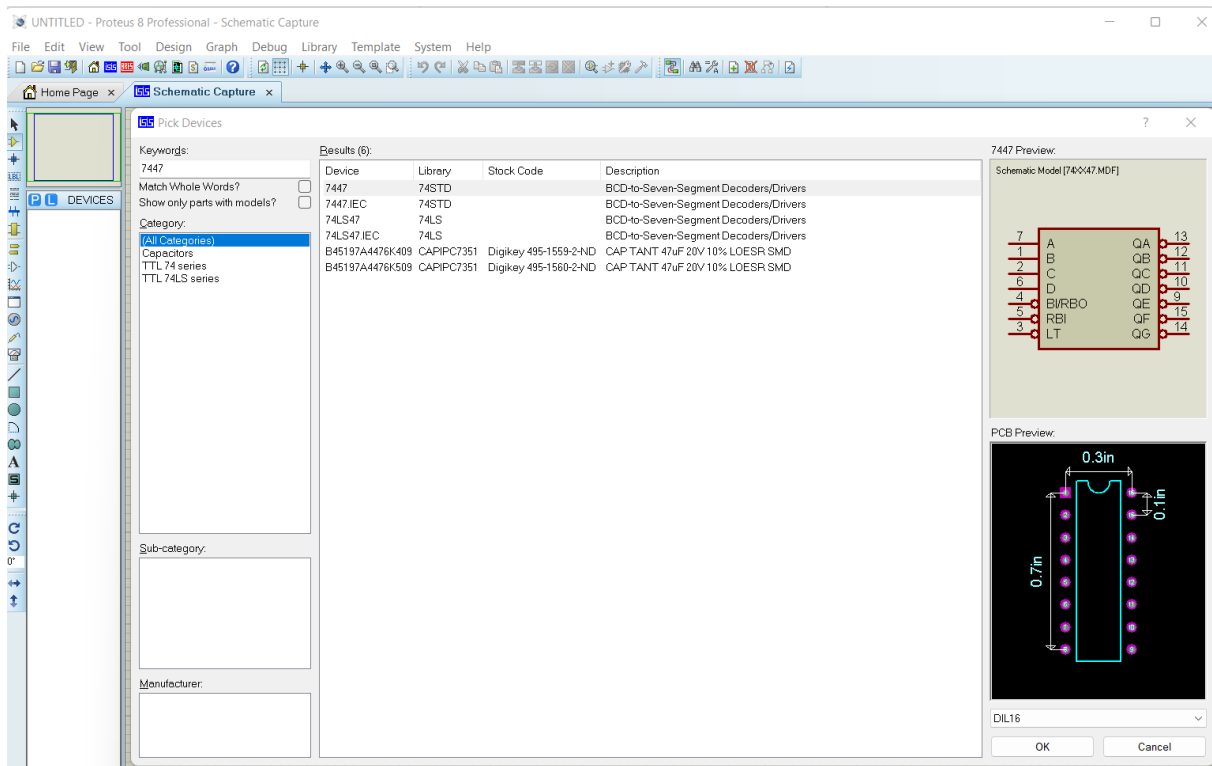 UNTITLED - Proteus 8 Professional - Schematic Capture
File Edit View Tool Design Graph Debug Library Template System Help
Home Page × Schematic Capture ×
Pick Devices ? ×
Keywords:
7447
Match Whole Words?
Show only parts with models?
Category:
(All Categories)
Capacitors
TTL 74 series
TTL 74LS series
Sub-category:
Manufacturer:
P L DEVICES
0°
Results (6):
Device Library Stock Code Description
7447 74STD BCD-to-Seven-Segment Decoders/Drivers
7447.IEC 74STD BCD-to-Seven-Segment Decoders/Drivers
74LS47 74LS BCD-to-Seven-Segment Decoders/Drivers
74LS47.IEC 74LS BCD-to-Seven-Segment Decoders/Drivers
B45197A4476K409 CAPIPC7351 Digikey 495-1559-2-ND CAP TANT 47uF 20V 10% LOESR SMD
B45197A4476K509 CAPIPC7351 Digikey 495-1560-2-ND CAP TANT 47uF 20V 10% LOESR SMD
7447 Preview:
Schematic Model [74XX47.MDF]
7 A QA 13
1 B QB 12
2 C QC 11
6 D QD 10
4 BI/RBO QE 9
5 RBI QF 15
3 LT QG 14
PCB Preview:
0.3in
0.1in
0.7in
DIL16
OK Cancel